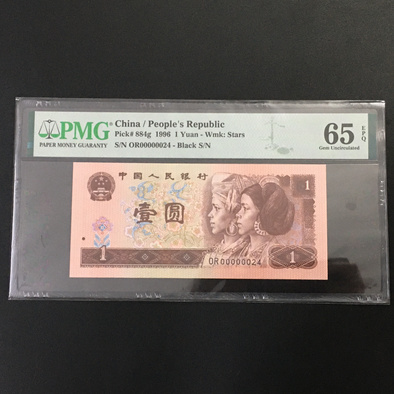 PMG
PAPER MONEY GUARANTY
China / People's Republic
Pick# 884g 1996 1 Yuan - Wmk: Stars
S/N OR00000024 - Black S/N
65 EPQ
Gem Uncirculated
中国人民银行
1
壹圆
OR00000024
1
1